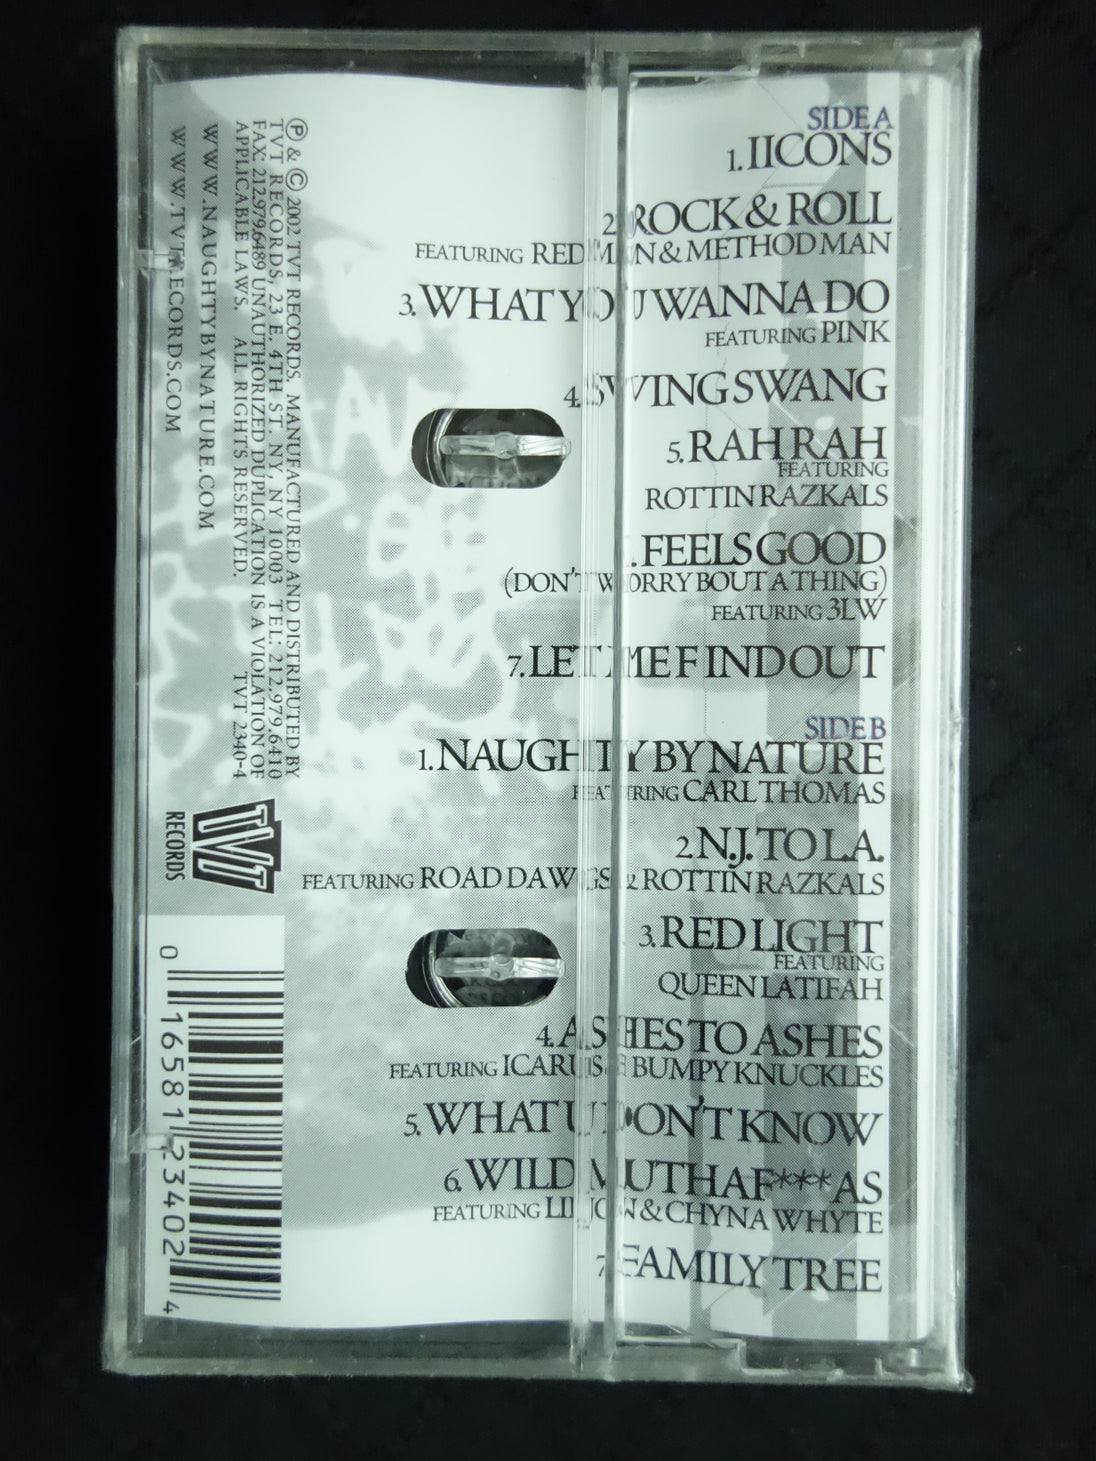 SIDE A
1. IICONS
2. ROCK & ROLL
FEATURING REDMAN & METHOD MAN
3. WHAT YOU WANNA DO
FEATURING PINK
4. SWING SWANG
5. RAH RAH
FEATURING
ROTTIN RAZKALS
. FEELS GOOD
(DON'T WORRY BOUT A THING)
FEATURING 3LW
7. LET ME FIND OUT
SIDE B
1. NAUGHTY BY NATURE
FEATURING CARL THOMAS
2. N.J. TO L.A.
FEATURING ROAD DAWGS & ROTTIN RAZKALS
3. RED LIGHT
FEATURING
QUEEN LATIFAH
4. ASHES TO ASHES
FEATURING ICARUS & BUMPY KNUCKLES
5. WHAT U DON'T KNOW
6. WILD MUTHAF***AS
FEATURING LIL JON & CHYNA WHYTE
7. FAMILY TREE
℗ & © 2002 TVT RECORDS. MANUFACTURED AND DISTRIBUTED BY
TVT RECORDS, 23 E. 4TH ST. NY, NY 10003 TEL: 212.979.6410
FAX: 212.979.6489 UNAUTHORIZED DUPLICATION IS A VIOLATION OF
APPLICABLE LAWS. ALL RIGHTS RESERVED. TVT 2340-4
WWW.NAUGHTYBYNATURE.COM
WWW.TVTRECORDS.COM
TVT
RECORDS
0 16581 23402 4